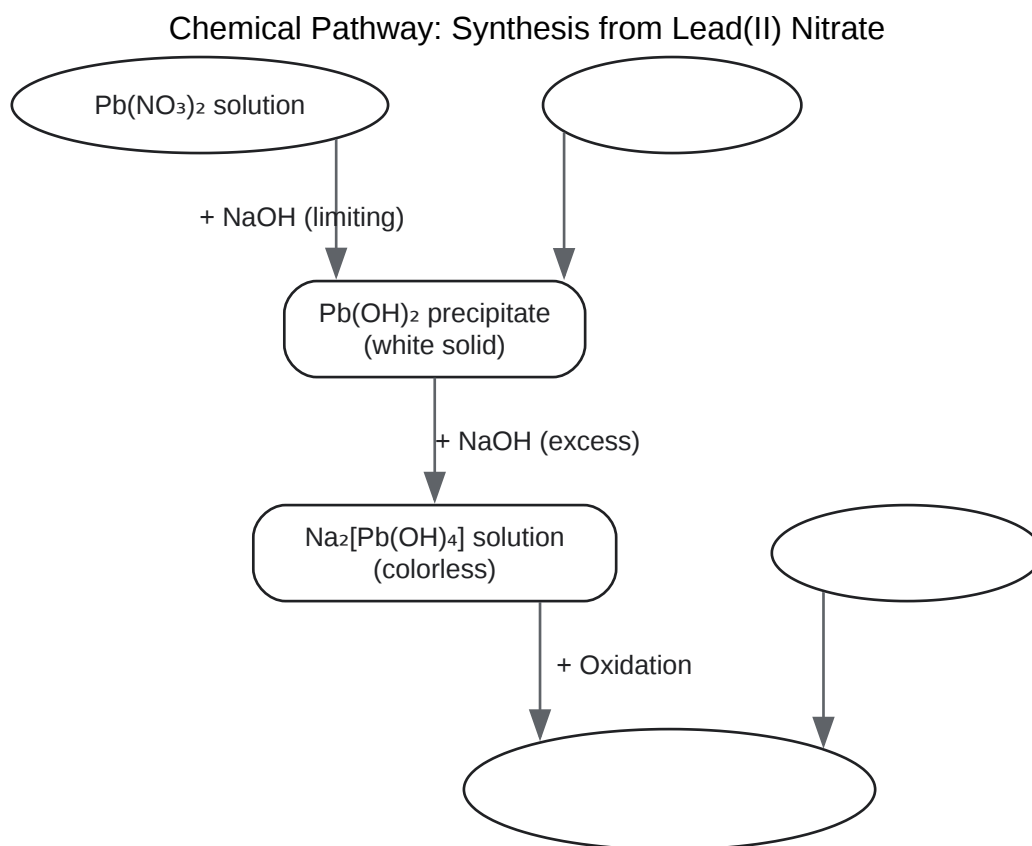 Chemical Pathway: Synthesis from Lead(II) Nitrate
Pb(NO₃)₂ solution
+ NaOH (limiting)
Pb(OH)₂ precipitate
(white solid)
+ NaOH (excess)
Na₂[Pb(OH)₄] solution
(colorless)
+ Oxidation